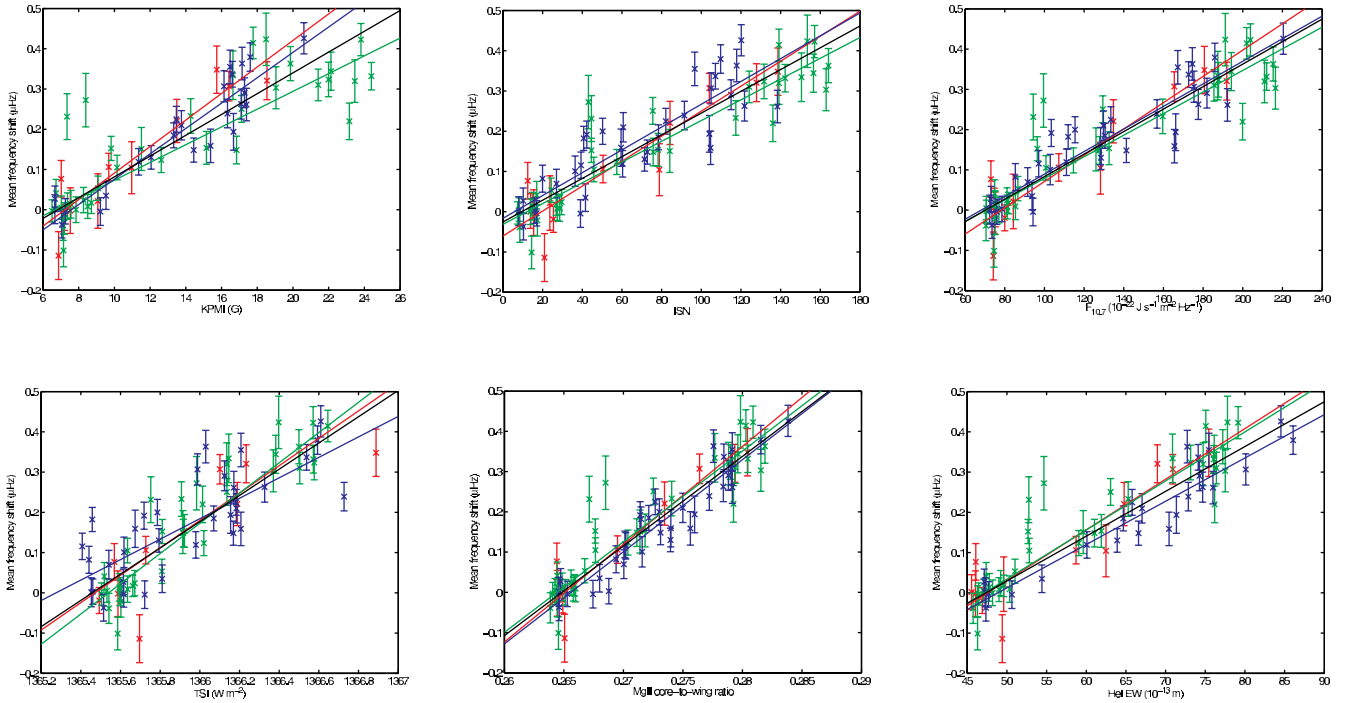 Mean frequency shift (μHz)
0.5
0.4
0.3
0.2
0.1
0
−0.1
−0.2
6 8 10 12 14 16 18 20 22 24 26
KPMI (G)
Mean frequency shift (μHz)
0.5
0.4
0.3
0.2
0.1
0
−0.1
−0.2
0 20 40 60 80 100 120 140 160 180
ISN
Mean frequency shift (μHz)
0.5
0.4
0.3
0.2
0.1
0
−0.1
−0.2
60 80 100 120 140 160 180 200 220 240
F10.7 (10−22 J s−1 m−2 Hz−1)
Mean frequency shift (μHz)
0.5
0.4
0.3
0.2
0.1
0
−0.1
−0.2
1365.2 1365.4 1365.6 1365.8 1366 1366.2 1366.4 1366.6 1366.8 1367
TSI (W m−2)
Mean frequency shift (μHz)
0.5
0.4
0.3
0.2
0.1
0
−0.1
−0.2
0.26 0.265 0.27 0.275 0.28 0.285 0.29
MgII core−to−wing ratio
Mean frequency shift (μHz)
0.5
0.4
0.3
0.2
0.1
0
−0.1
−0.2
45 50 55 60 65 70 75 80 85 90
HeI EW (10−13 m)